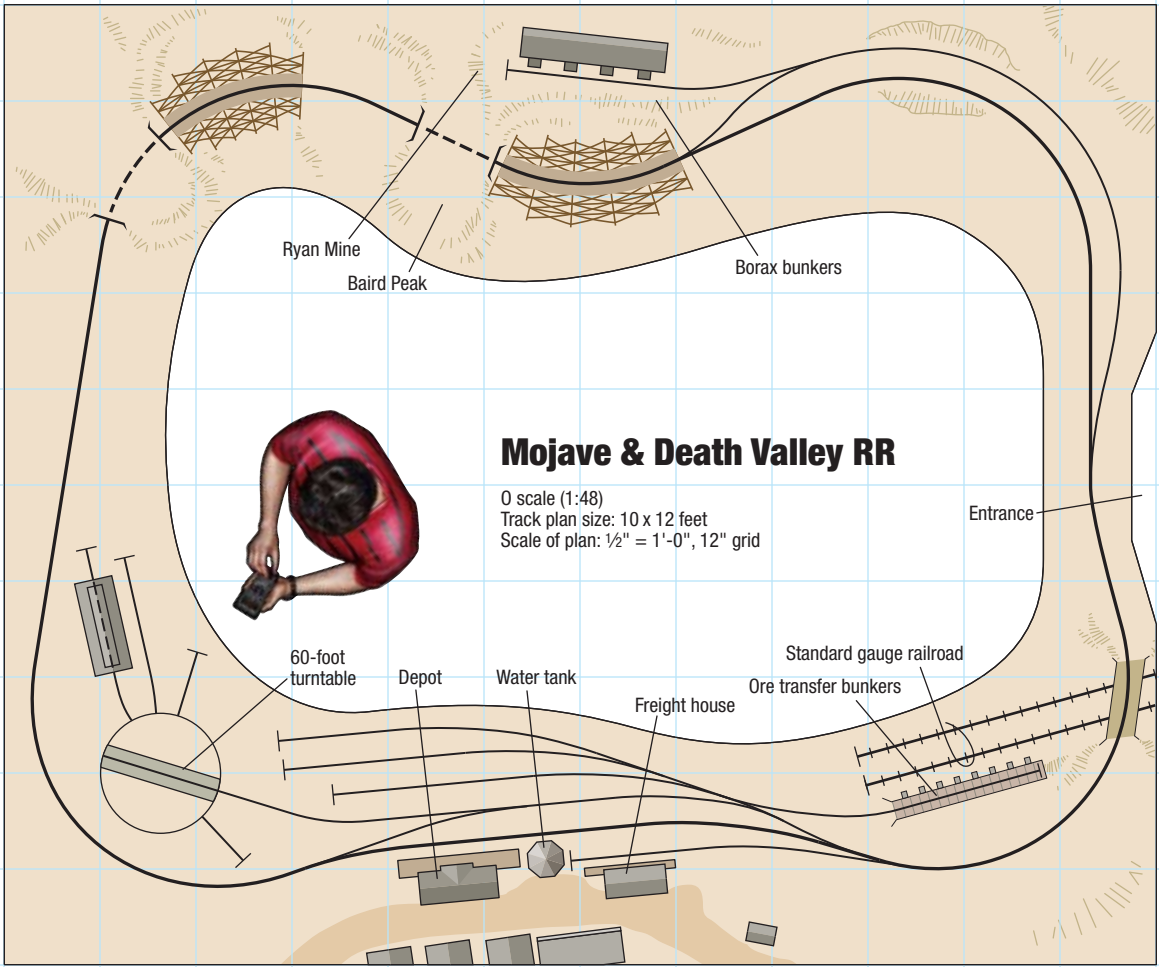 Ryan Mine
Baird Peak
Borax bunkers
Mojave & Death Valley RR
O scale (1:48)
Track plan size: 10 x 12 feet
Scale of plan: ½" = 1'-0", 12" grid
Entrance
60-foot
turntable
Depot
Water tank
Freight house
Standard gauge railroad
Ore transfer bunkers